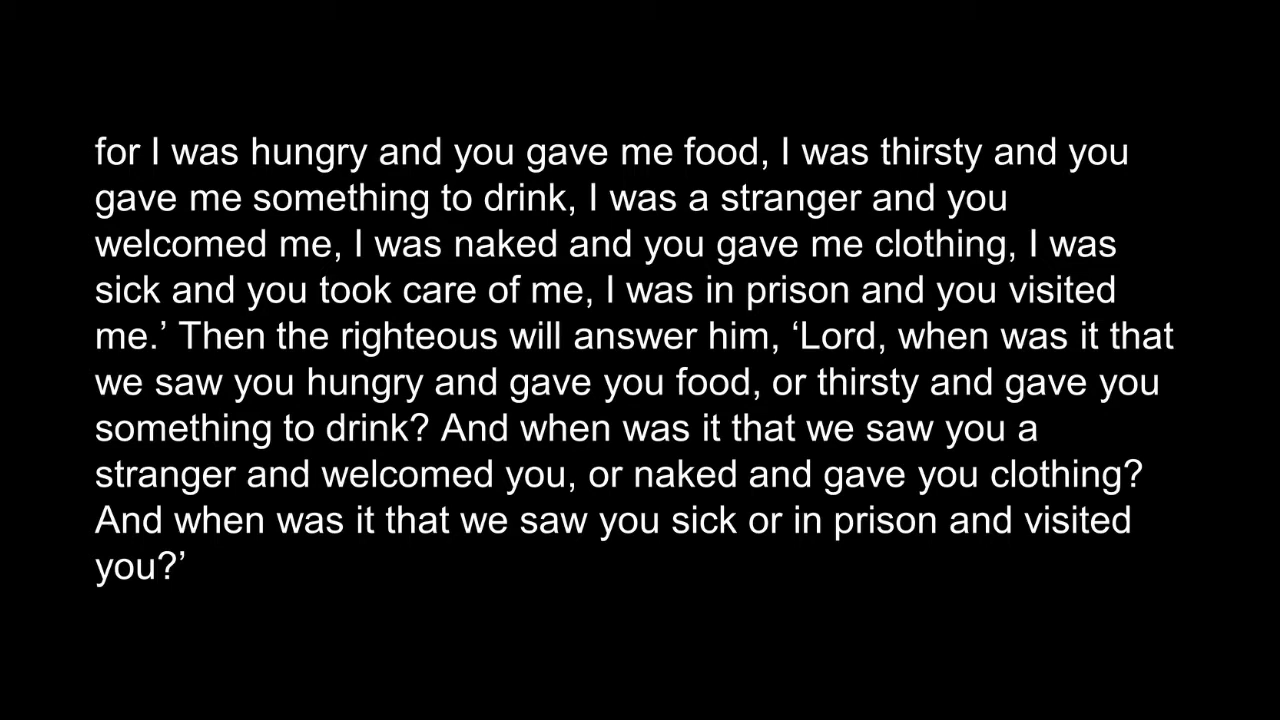 for I was hungry and you gave me food, I was thirsty and you
gave me something to drink, I was a stranger and you
welcomed me, I was naked and you gave me clothing, I was
sick and you took care of me, I was in prison and you visited
me.’ Then the righteous will answer him, ‘Lord, when was it that
we saw you hungry and gave you food, or thirsty and gave you
something to drink? And when was it that we saw you a
stranger and welcomed you, or naked and gave you clothing?
And when was it that we saw you sick or in prison and visited
you?’